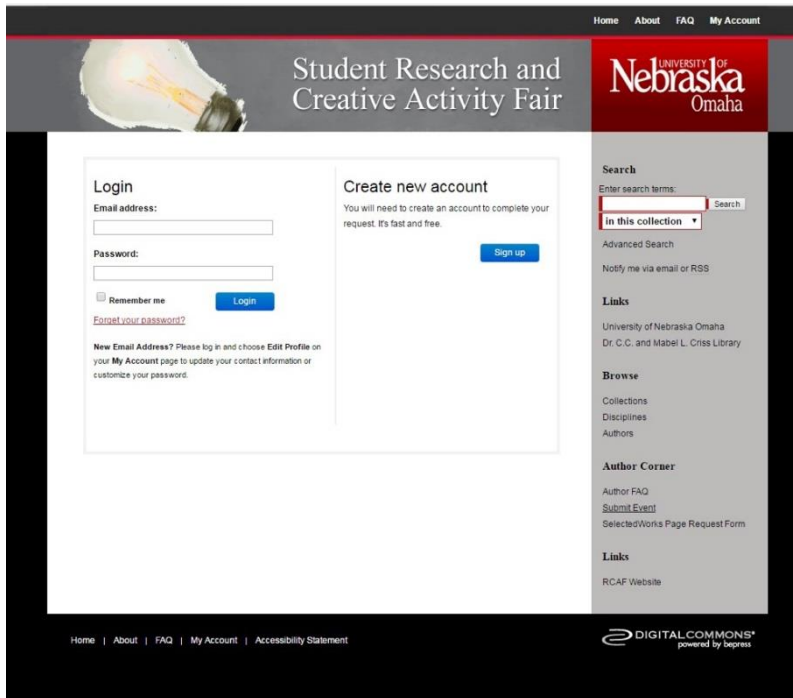 Home About FAQ My Account
Student Research and
Creative Activity Fair
UNIVERSITY OF
Nebraska
Omaha
Login
Email address:
Password:
Remember me
Login
Forget your password?
New Email Address? Please log in and choose Edit Profile on
your My Account page to update your contact information or
customize your password.
Create new account
You will need to create an account to complete your
request. It's fast and free.
Sign up
Search
Enter search terms:
Search
in this collection
Advanced Search
Notify me via email or RSS
Links
University of Nebraska Omaha
Dr. C.C. and Mabel L. Criss Library
Browse
Collections
Disciplines
Authors
Author Corner
Author FAQ
Submit Event
SelectedWorks Page Request Form
Links
RCAF Website
Home | About | FAQ | My Account | Accessibility Statement
DIGITALCOMMONS®
powered by bepress